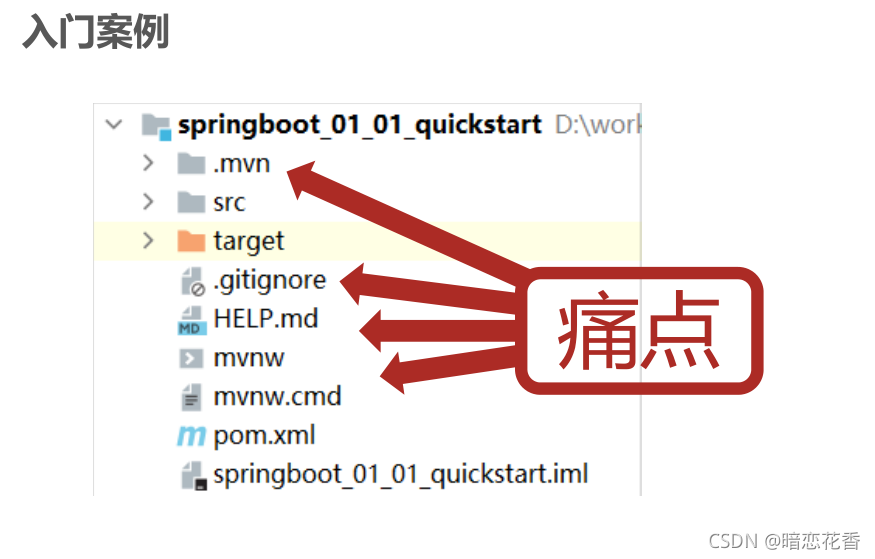 入门案例
springboot_01_01_quickstart D:\work
.mvn
src
target
.gitignore
HELP.md
MD
mvnw
mvnw.cmd
m pom.xml
springboot_01_01_quickstart.iml
痛点
CSDN @暗恋花香